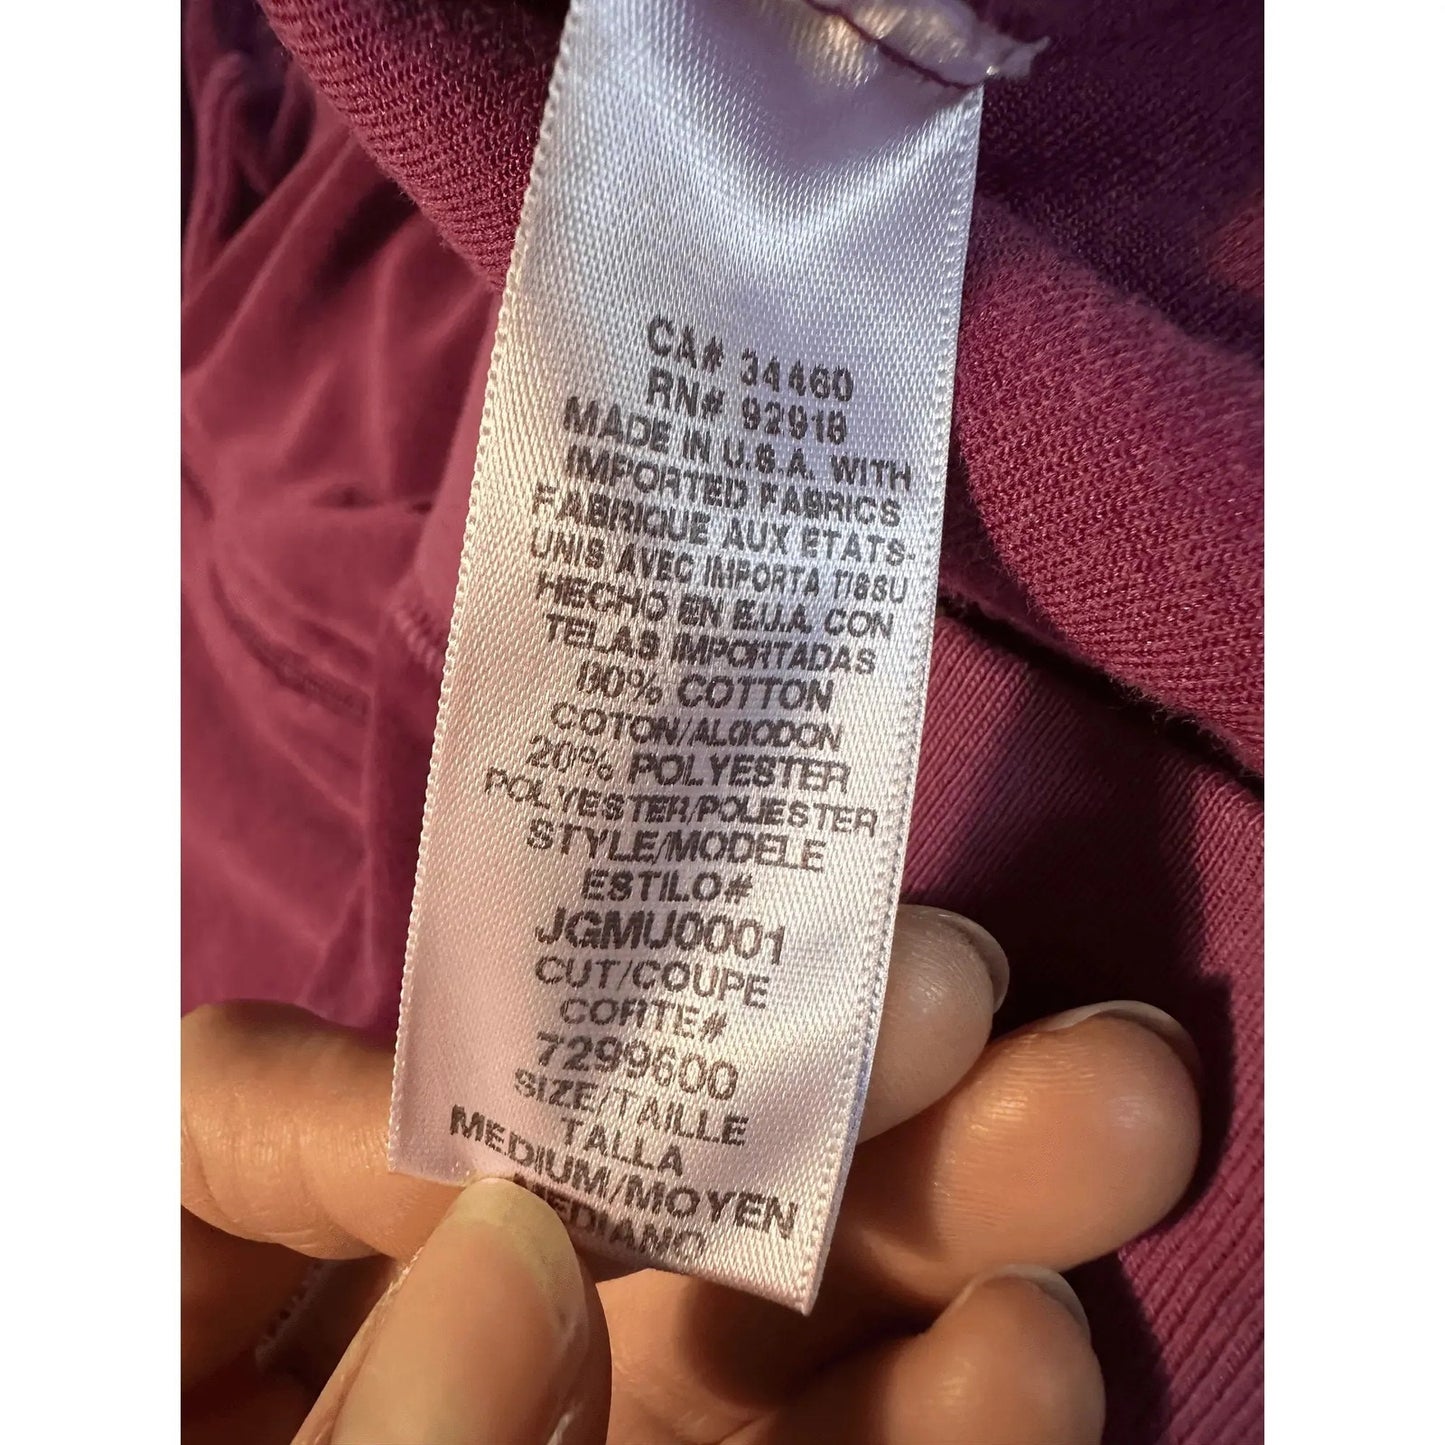 CA# 34460
RN# 92918
MADE IN U.S.A. WITH
IMPORTED FABRICS
FABRIQUE AUX ETATS-
UNIS AVEC IMPORTA TISSU
HECHO EN E.U.A. CON
TELAS IMPORTADAS
80% COTTON
COTON/ALGODON
20% POLYESTER
POLYESTER/POLIESTER
STYLE/MODELE
ESTILO#
JGMU0001
CUT/COUPE
CORTE#
7299600
SIZE/TAILLE
TALLA
MEDIUM/MOYEN
MEDIANO